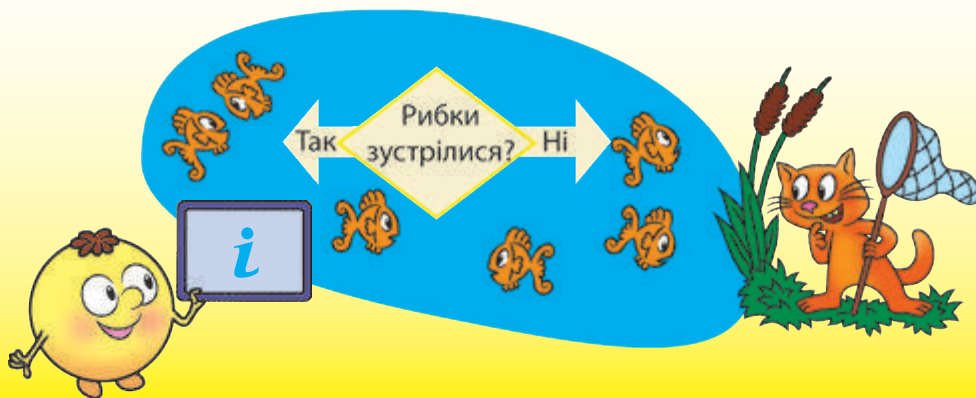 Рибки
зустрілися?
Так
Ні
i